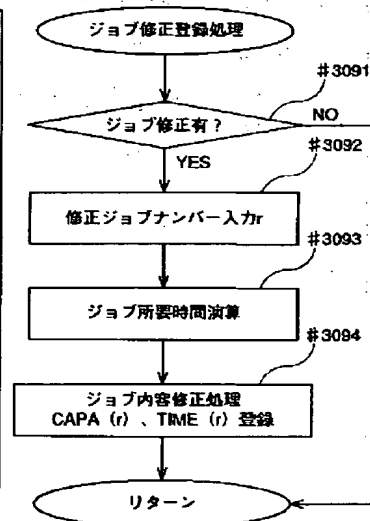 ジョブ修正登録処理
#3091
ジョブ修正有?
NO
YES
#3092
修正ジョブナンバー入力r
#3093
ジョブ所要時間演算
#3094
ジョブ内容修正処理
CAPA (r) 、TIME (r) 登録
リターン